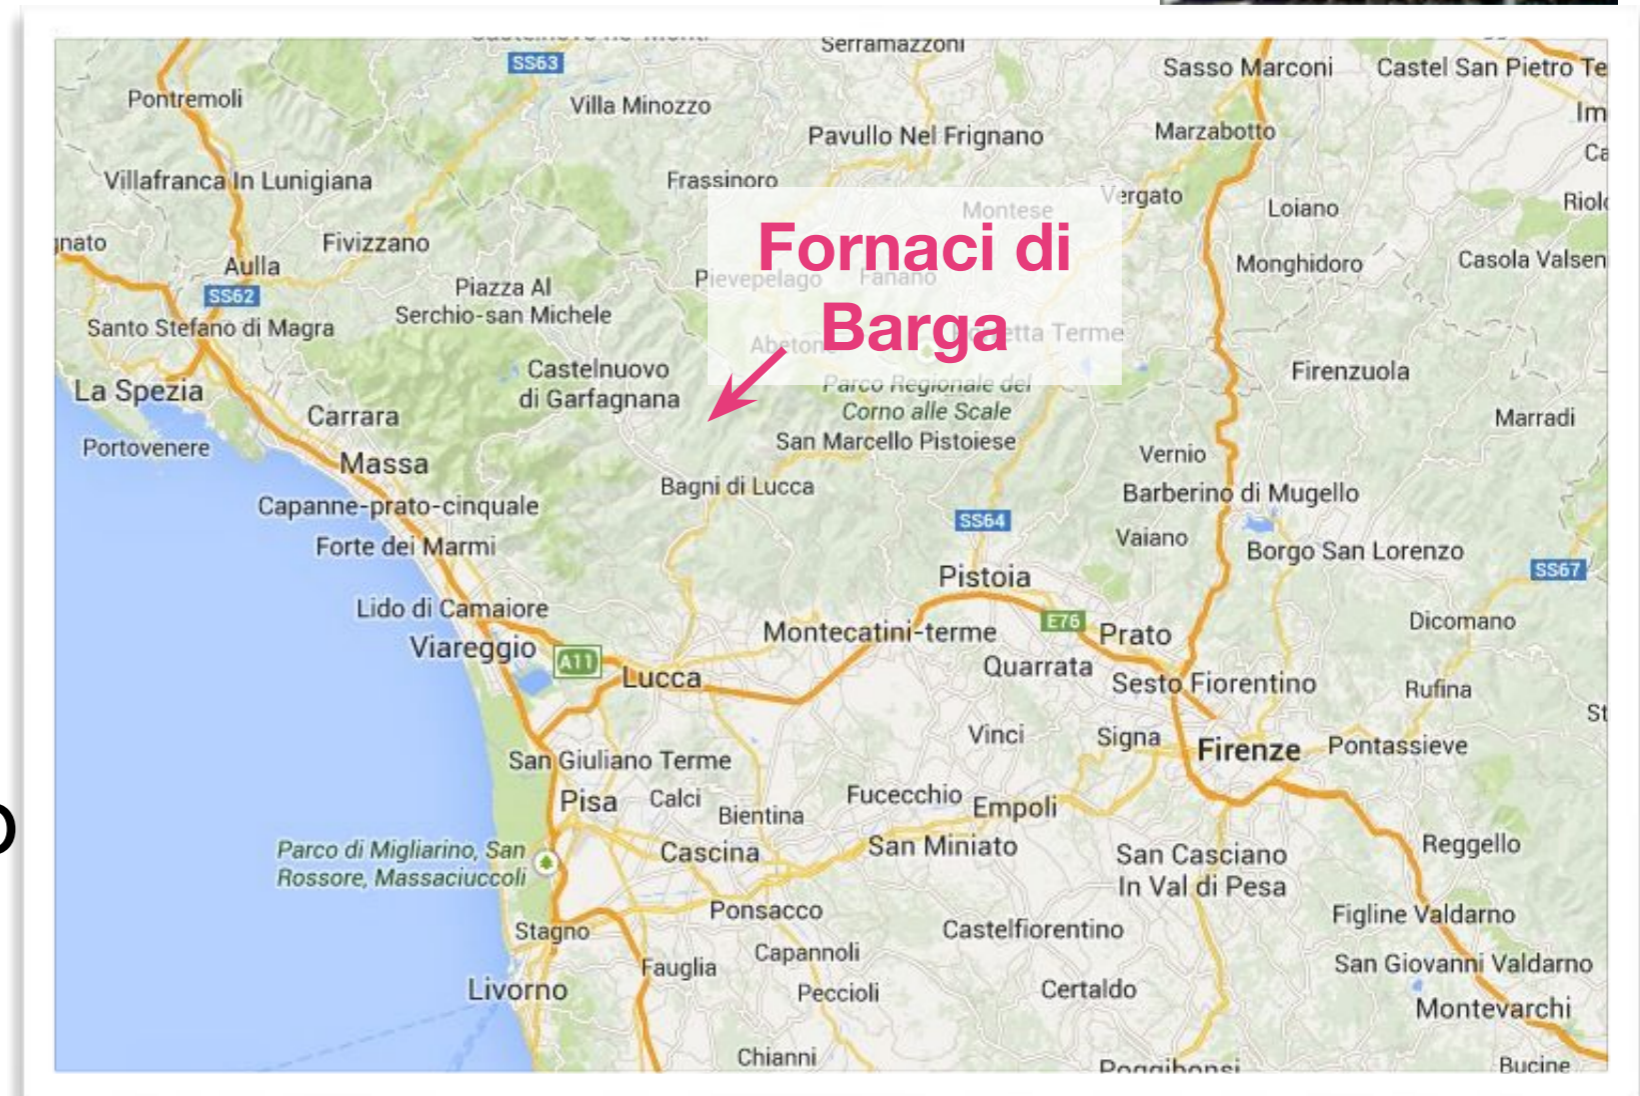 Serramazzoni
SS63
Sasso Marconi
Castel San Pietro Te
Pontremoli
Villa Minozzo
Im
Pavullo Nel Frignano
Marzabotto
Ca
Villafranca In Lunigiana
Frassinoro
Vergato
Montese
Loiano
Riolo
gnato
Fivizzano
Fornaci di
Barga
Aulla
Pievepelago
Fanano
Monghidoro
Casola Valsen
SS62
Piazza Al
Serchio-san Michele
Santo Stefano di Magra
Abetone
etta Terme
Castelnuovo
di Garfagnana
Firenzuola
La Spezia
Parco Regionale del
Corno alle Scale
Carrara
Marradi
Portovenere
San Marcello Pistoiese
Vernio
Massa
Bagni di Lucca
Barberino di Mugello
Capanne-prato-cinquale
SS64
Vaiano
Forte dei Marmi
Borgo San Lorenzo
SS67
Pistoia
Lido di Camaiore
E76
Dicomano
Montecatini-terme
Prato
Viareggio
A11
Quarrata
Lucca
Sesto Fiorentino
Rufina
St
Vinci
Signa
Firenze
Pontassieve
San Giuliano Terme
Pisa
Calci
Bientina
Fucecchio
Empoli
Parco di Migliarino, San
Rossore, Massaciuccoli
Cascina
San Miniato
San Casciano
In Val di Pesa
Reggello
Ponsacco
Figline Valdarno
Stagno
Castelfiorentino
Capannoli
Fauglia
San Giovanni Valdarno
Livorno
Peccioli
Certaldo
Montevarchi
Chianni
Poggibonsi
Bucine